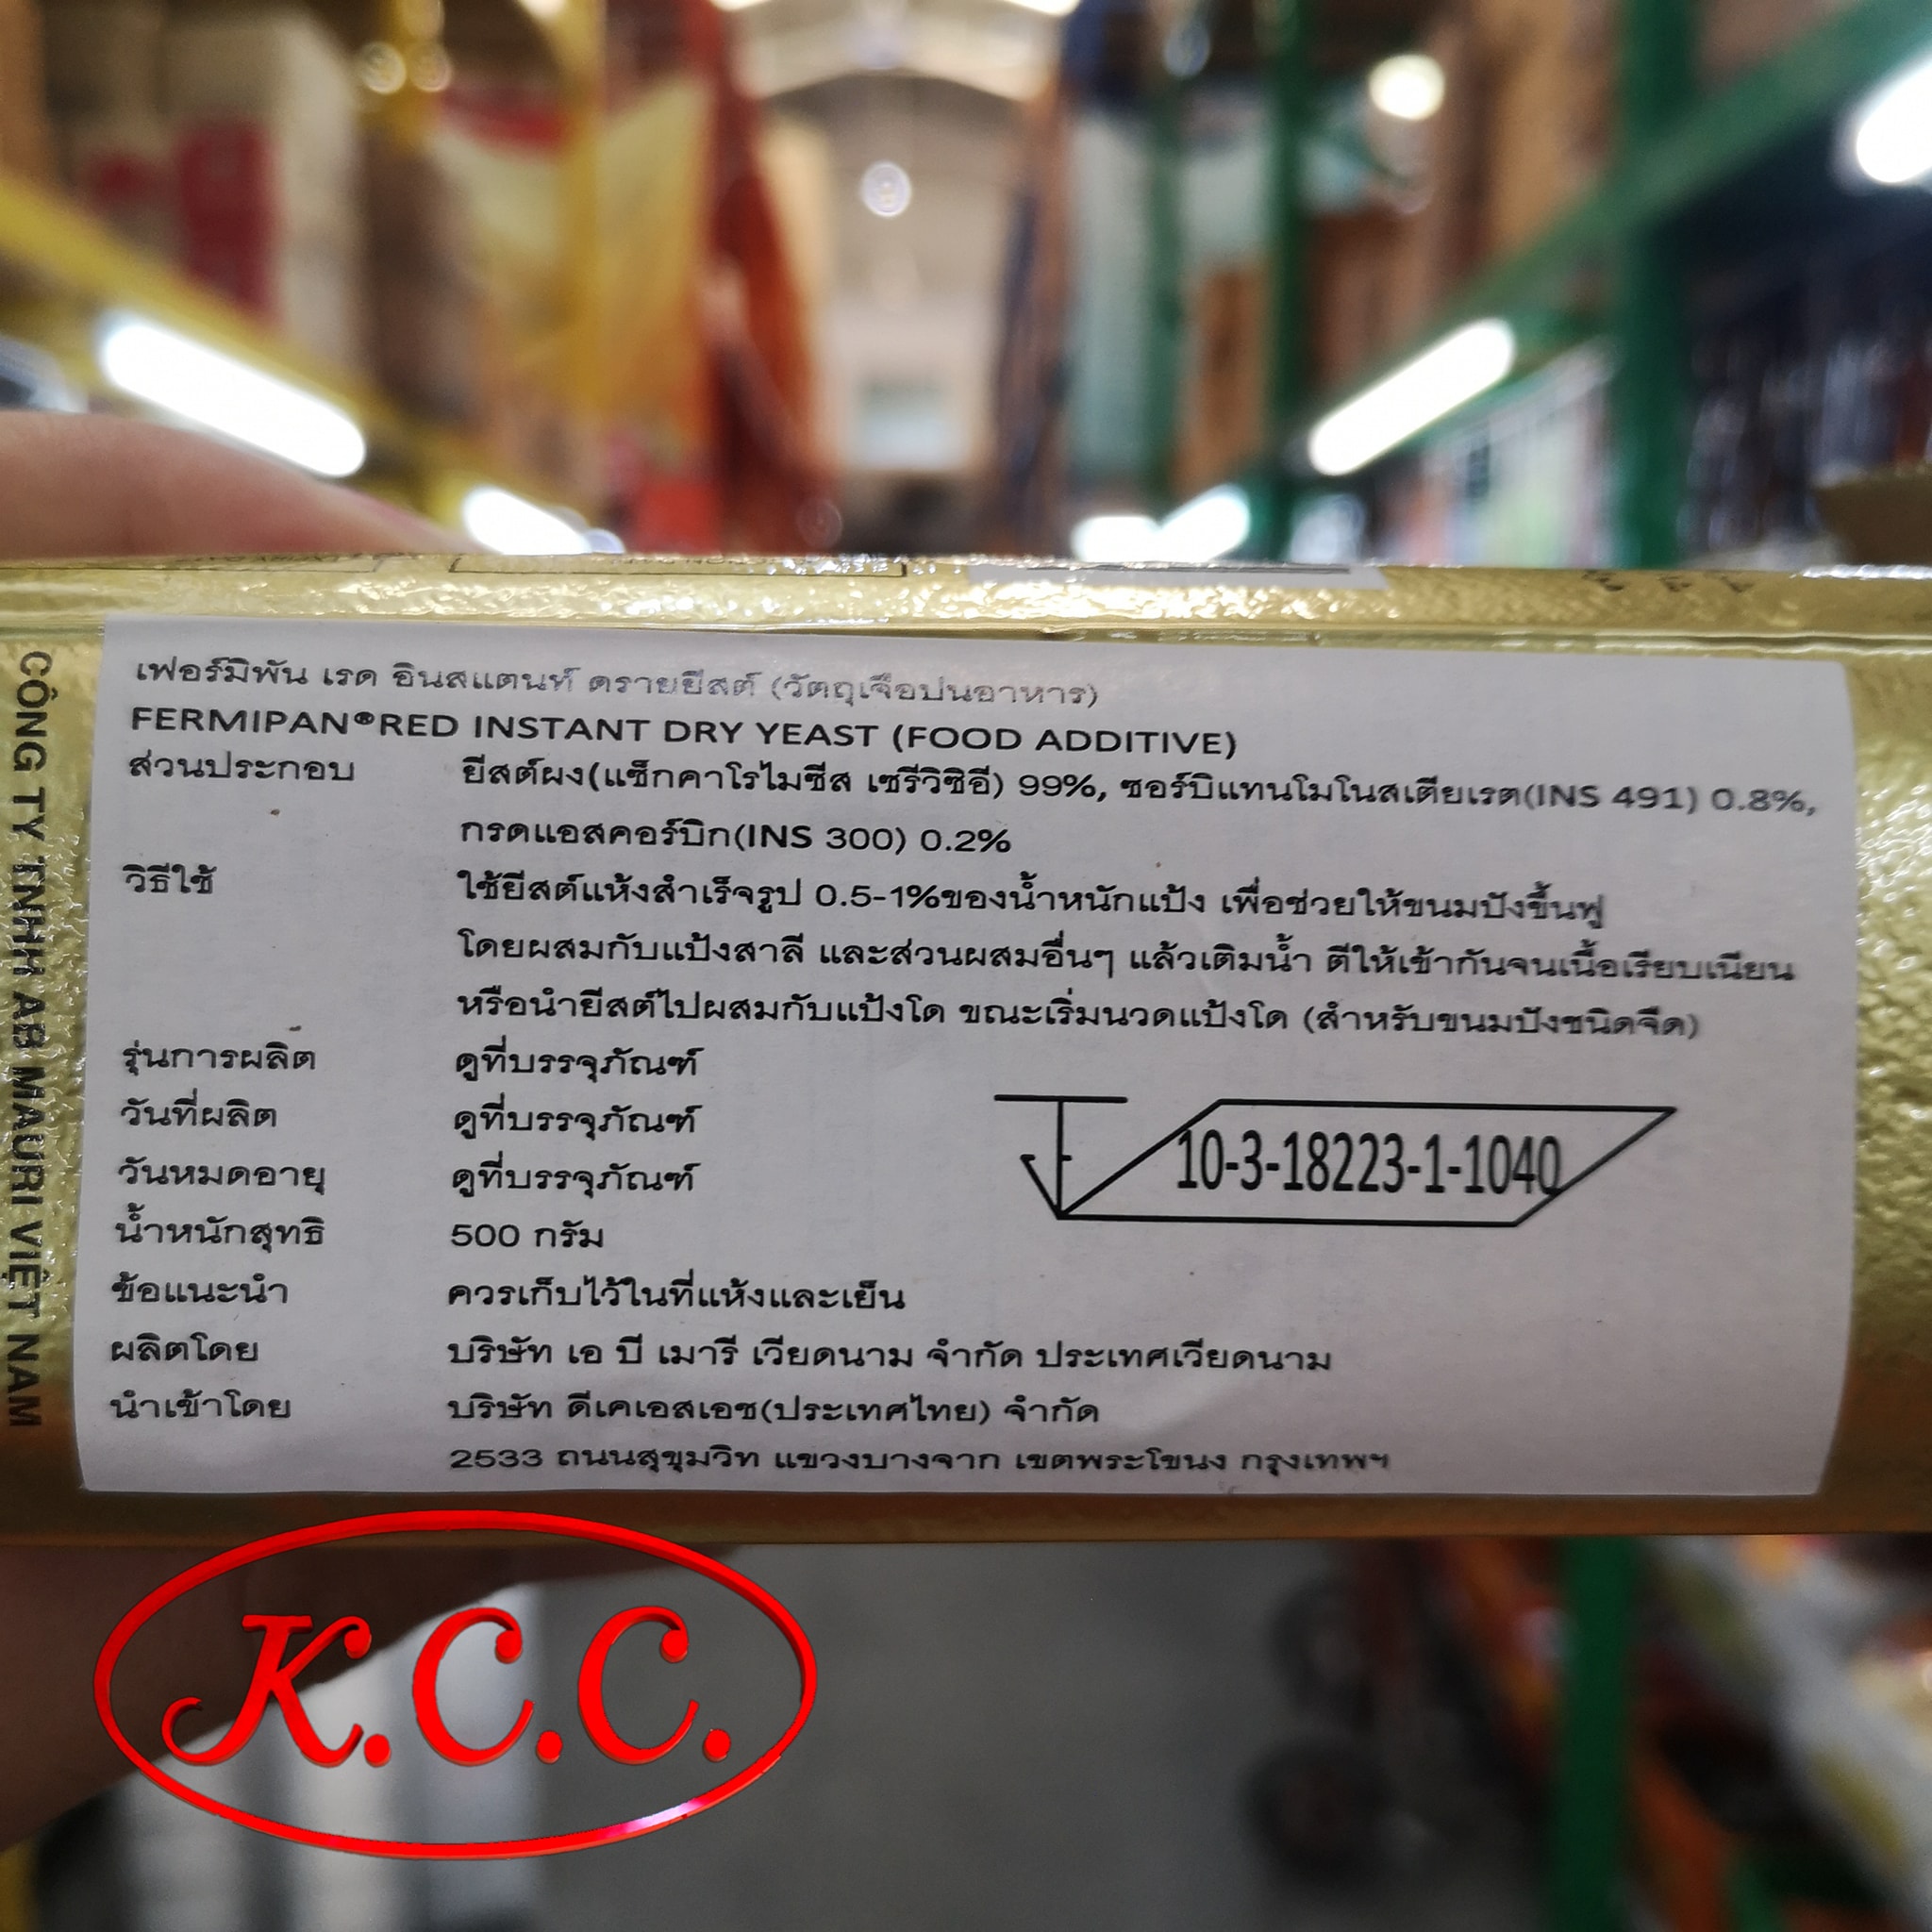 เฟอร์มิพัน เรด อินสแตนท์ ดรายยีสต์ (วัตถุเจือปนอาหาร)
FERMIPAN®RED INSTANT DRY YEAST (FOOD ADDITIVE)
ส่วนประกอบ ยีสต์ผง(แซ็กคาโรไมซีส เซรีวิซิอี) 99%, ซอร์บิแทนโมโนสเตียเรต(INS 491) 0.8%,
กรดแอสคอร์บิก(INS 300) 0.2%
วิธีใช้ ใช้ยีสต์แห้งสำเร็จรูป 0.5-1%ของน้ำหนักแป้ง เพื่อช่วยให้ขนมปังขึ้นฟู
โดยผสมกับแป้งสาลี และส่วนผสมอื่นๆ แล้วเติมน้ำ ตีให้เข้ากันจนเนื้อเรียบเนียน
หรือนำยีสต์ไปผสมกับแป้งโด ขณะเริ่มนวดแป้งโด (สำหรับขนมปังชนิดจืด)
รุ่นการผลิต ดูที่บรรจุภัณฑ์
วันที่ผลิต ดูที่บรรจุภัณฑ์
วันหมดอายุ ดูที่บรรจุภัณฑ์
10-3-18223-1-1040
น้ำหนักสุทธิ 500 กรัม
ข้อแนะนำ ควรเก็บไว้ในที่แห้งและเย็น
ผลิตโดย บริษัท เอ บี เมารี เวียดนาม จำกัด ประเทศเวียดนาม
นำเข้าโดย บริษัท ดีเคเอสเอช(ประเทศไทย) จำกัด
2533 ถนนสุขุมวิท แขวงบางจาก เขตพระโขนง กรุงเทพฯ
CÔNG TY TNHH AB MAURI VIỆT NAM
K.C.C.